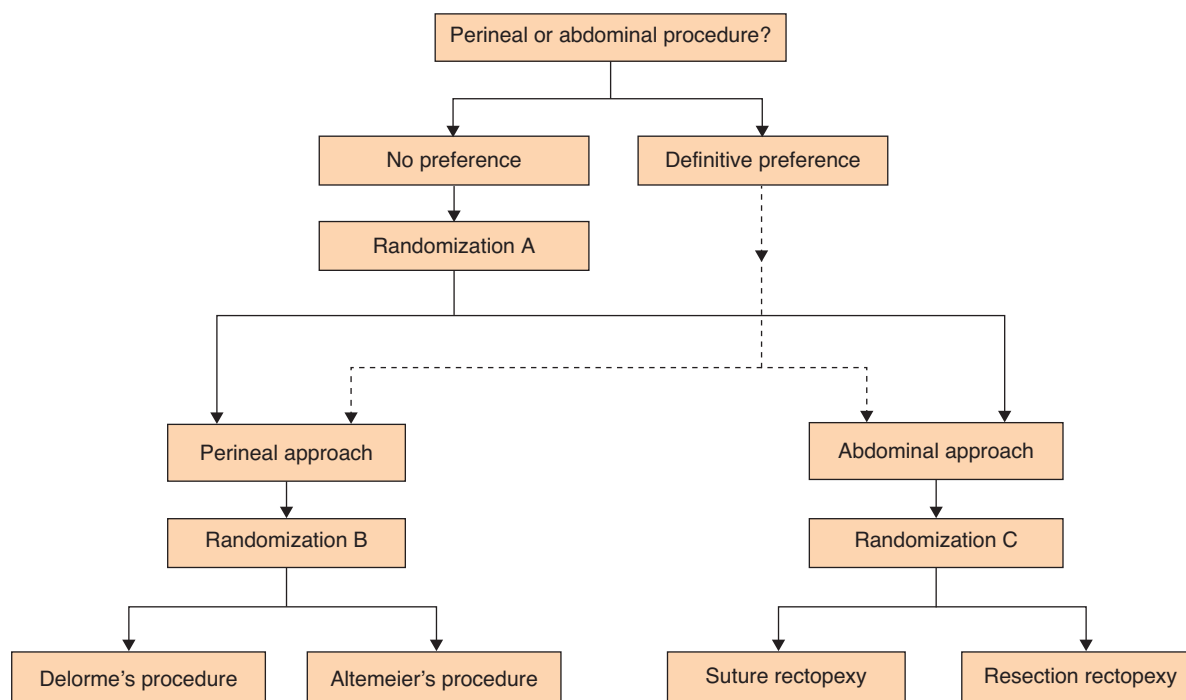 Perineal or abdominal procedure?
No preference
Definitive preference
Randomization A
Perineal approach
Abdominal approach
Randomization B
Randomization C
Delorme's procedure
Altemeier's procedure
Suture rectopexy
Resection rectopexy